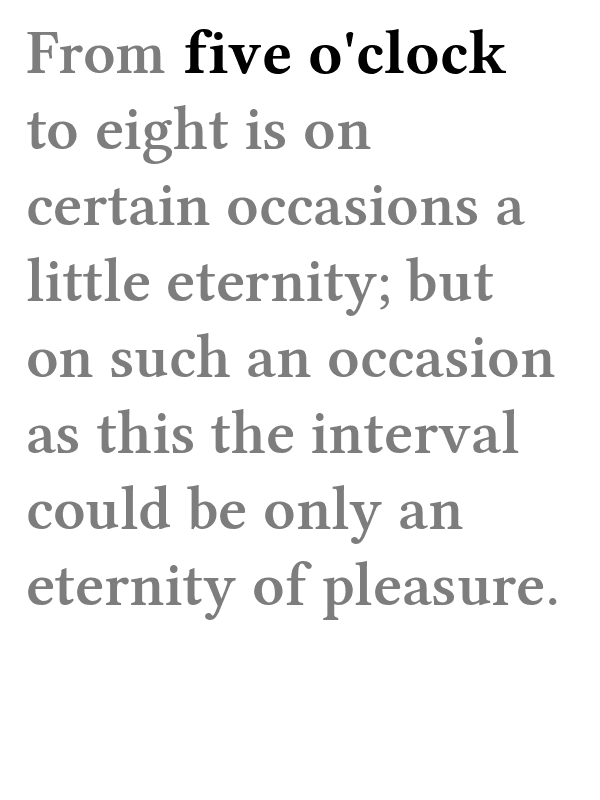 From five o'clock
to eight is on
certain occasions a
little eternity; but
on such an occasion
as this the interval
could be only an
eternity of pleasure.